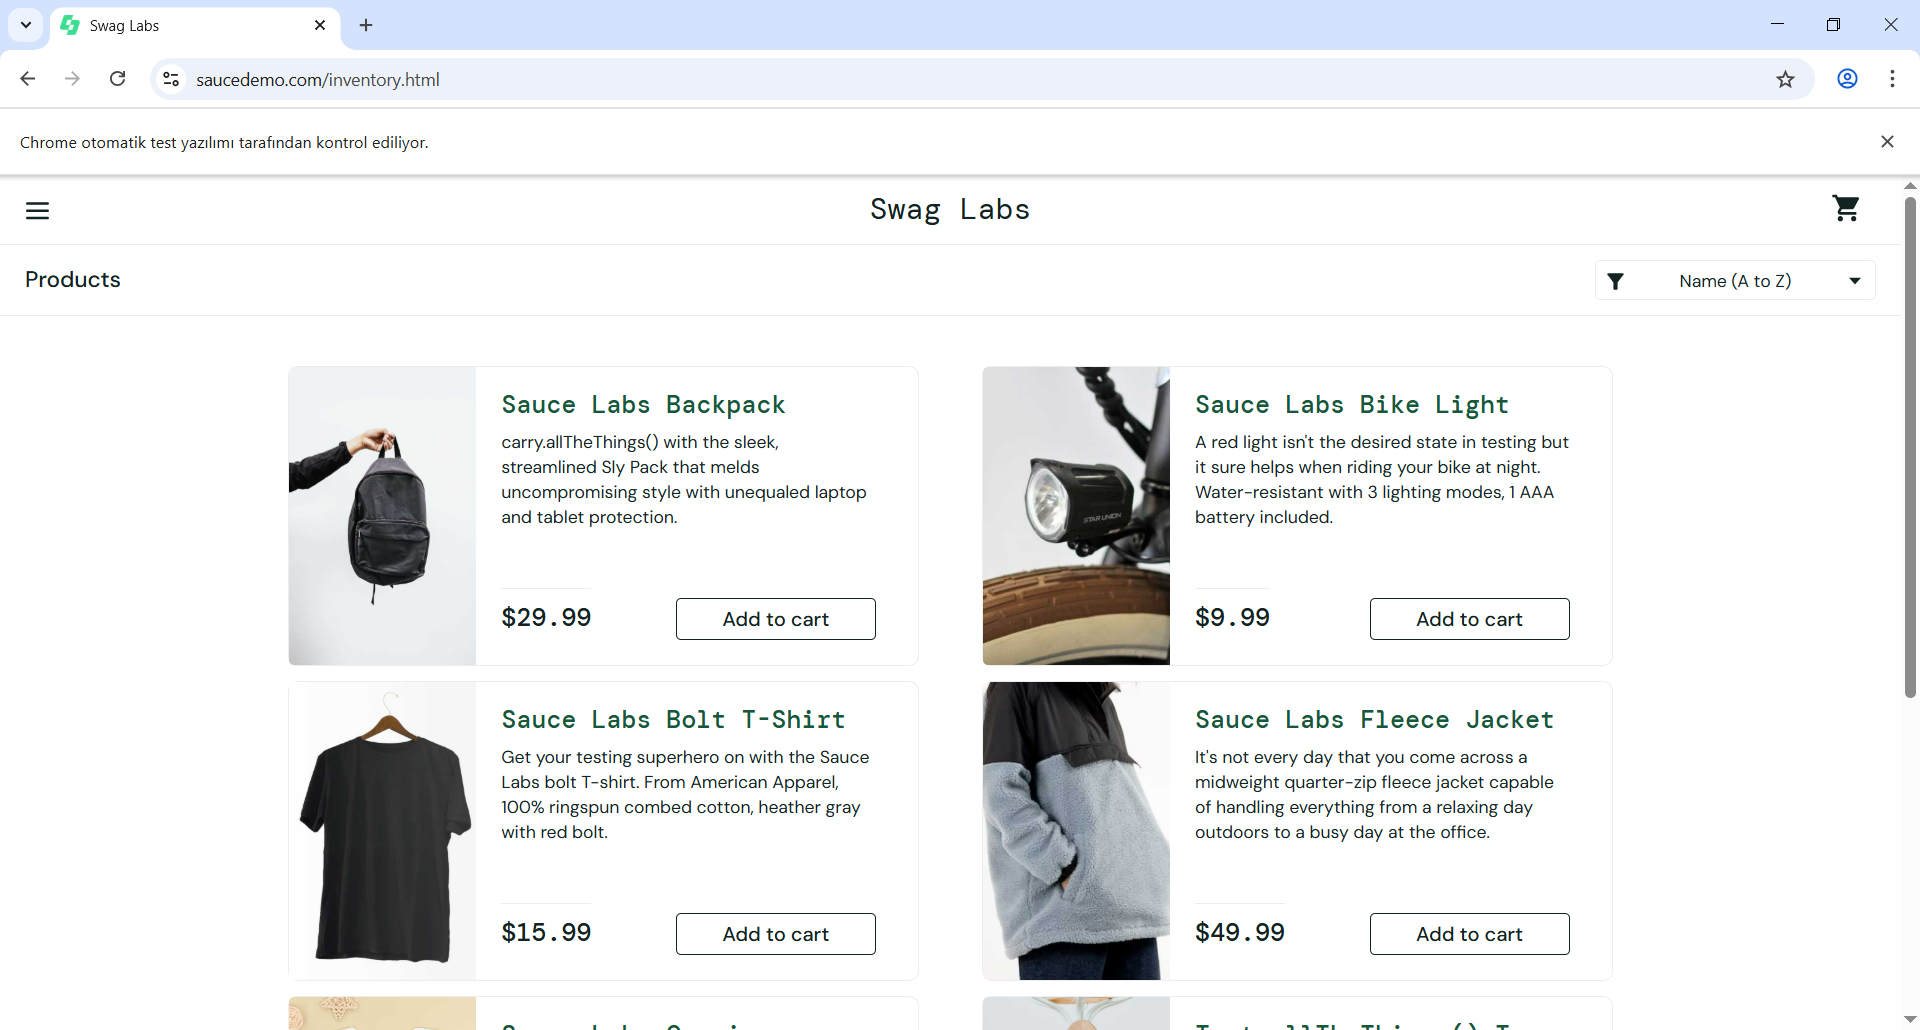 Swag Labs
saucedemo.com/inventory.html
Chrome otomatik test yazılımı tarafından kontrol ediliyor.
Swag Labs
Products
Name (A to Z)
Sauce Labs Backpack
carry.allTheThings() with the sleek,
streamlined Sly Pack that melds
uncompromising style with unequaled laptop
and tablet protection.
$29.99
Add to cart
Sauce Labs Bike Light
A red light isn't the desired state in testing but
it sure helps when riding your bike at night.
Water-resistant with 3 lighting modes, 1 AAA
battery included.
STAR UNION
$9.99
Add to cart
Sauce Labs Bolt T-Shirt
Get your testing superhero on with the Sauce
Labs bolt T-shirt. From American Apparel,
100% ringspun combed cotton, heather gray
with red bolt.
$15.99
Add to cart
Sauce Labs Fleece Jacket
It's not every day that you come across a
midweight quarter-zip fleece jacket capable
of handling everything from a relaxing day
outdoors to a busy day at the office.
$49.99
Add to cart